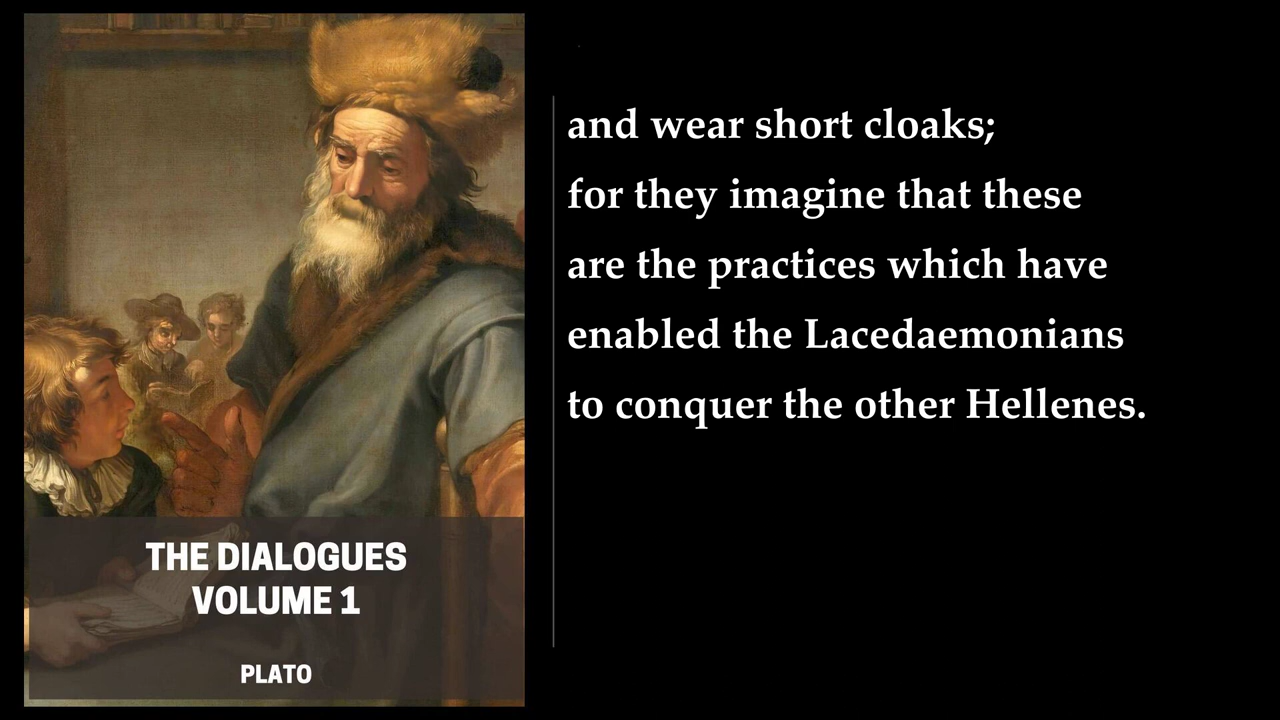 and wear short cloaks;
for they imagine that these
are the practices which have
enabled the Lacedaemonians
to conquer the other Hellenes.
THE DIALOGUES
VOLUME 1
PLATO